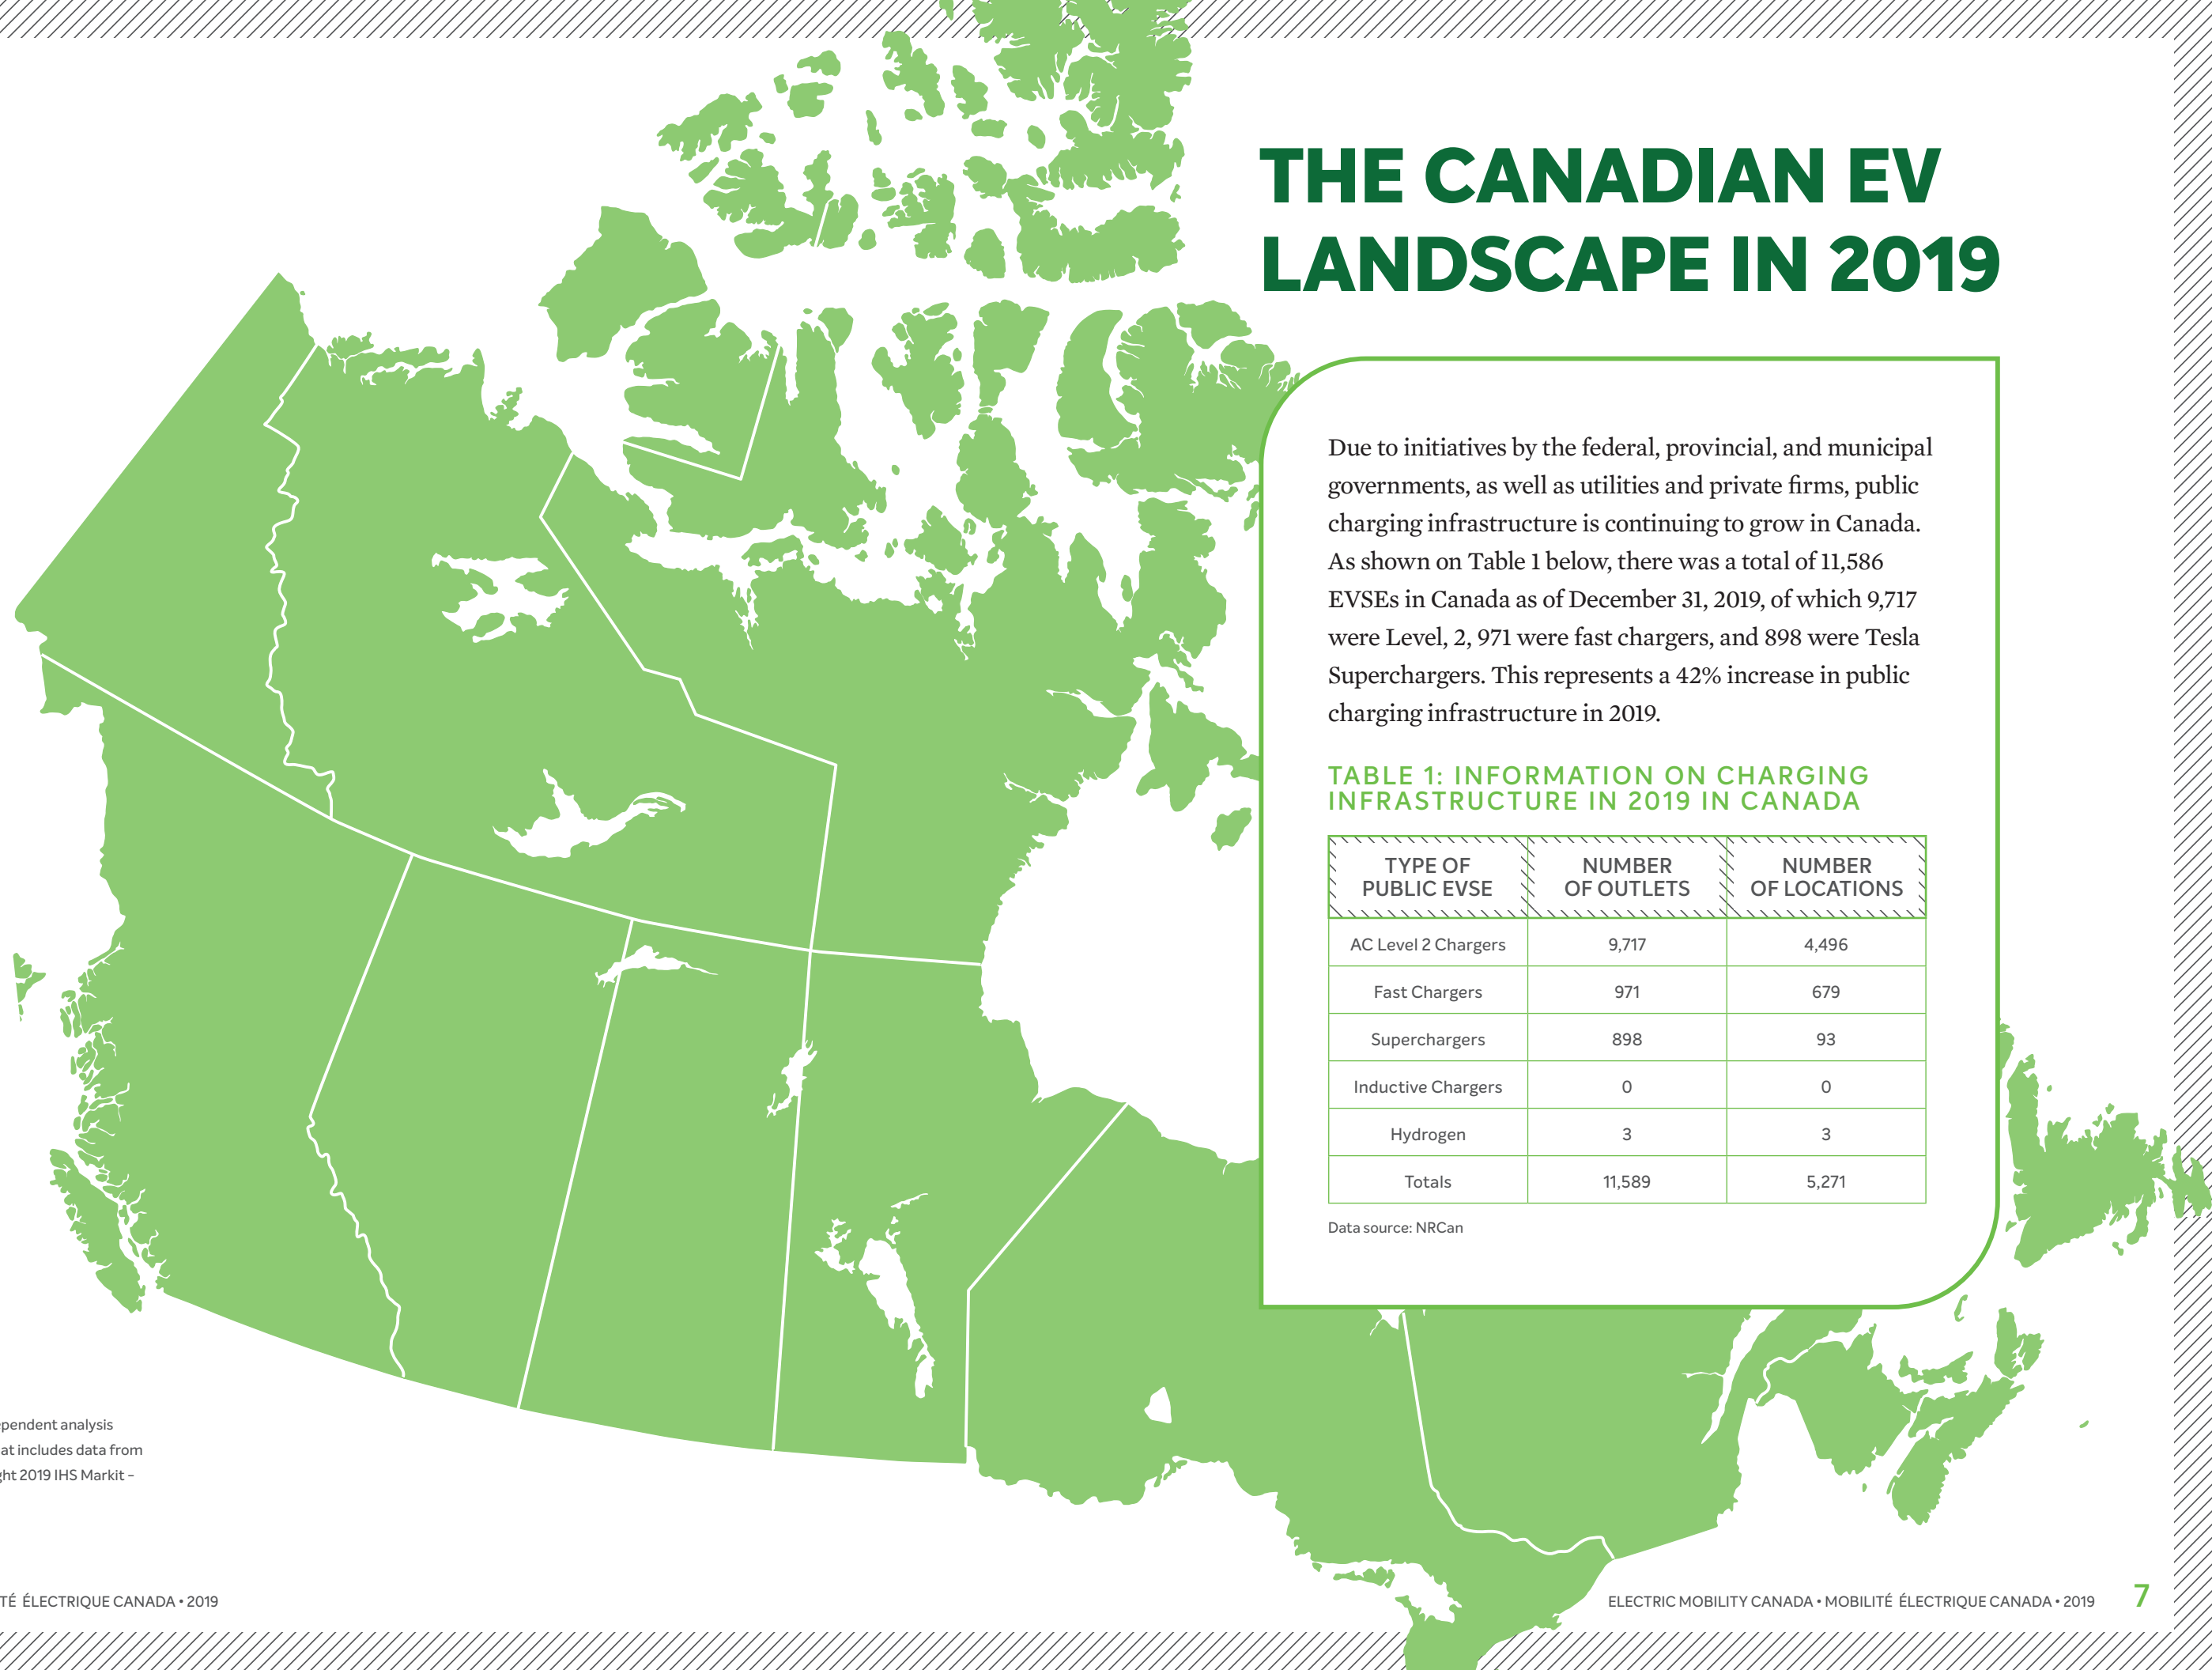 THE CANADIAN EV
LANDSCAPE IN 2019
Due to initiatives by the federal, provincial, and municipal
governments, as well as utilities and private firms, public
charging infrastructure is continuing to grow in Canada.
As shown on Table 1 below, there was a total of 11,586
EVSEs in Canada as of December 31, 2019, of which 9,717
were Level, 2, 971 were fast chargers, and 898 were Tesla
Superchargers. This represents a 42% increase in public
charging infrastructure in 2019.
TABLE 1: INFORMATION ON CHARGING
INFRASTRUCTURE IN 2019 IN CANADA
TYPE OF PUBLIC EVSE NUMBER OF OUTLETS NUMBER OF LOCATIONS
AC Level 2 Chargers 9,717 4,496
Fast Chargers 971 679
Superchargers 898 93
Inductive Chargers 0 0
Hydrogen 3 3
Totals 11,589 5,271
Data source: NRCan
pendent analysis
at includes data from
ght 2019 IHS Markit –
TÉ ÉLECTRIQUE CANADA • 2019
ELECTRIC MOBILITY CANADA • MOBILITÉ ÉLECTRIQUE CANADA • 2019 7